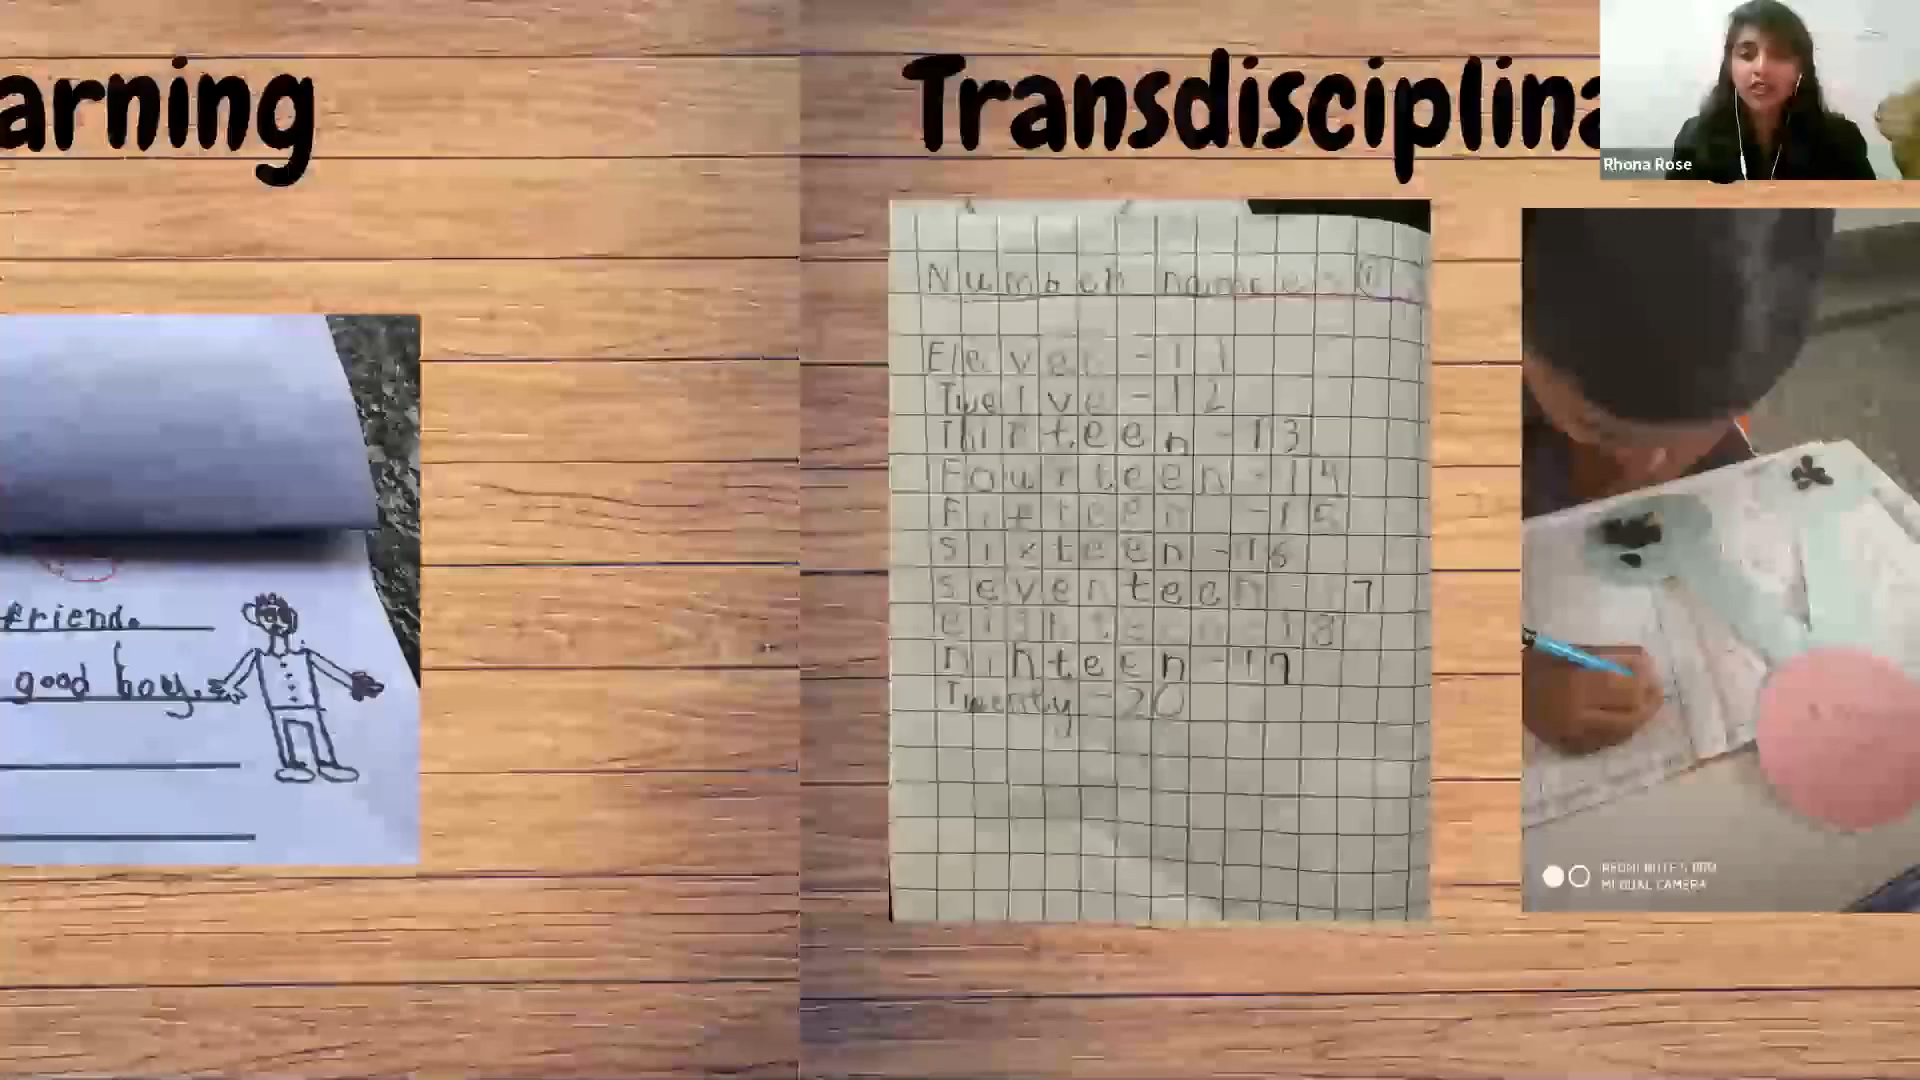 arning
friend.
good boy.
Transdisciplina
Number names
Eleven - 11
Twelve - 12
Thirteen - 13
Fourteen - 14
Fifteen - 15
Sixteen - 16
Seventeen - 17
eighteen - 18
ninteen - 19
Twenty - 20
Rhona Rose
REDMI NOTE 5 PRO
MI DUAL CAMERA